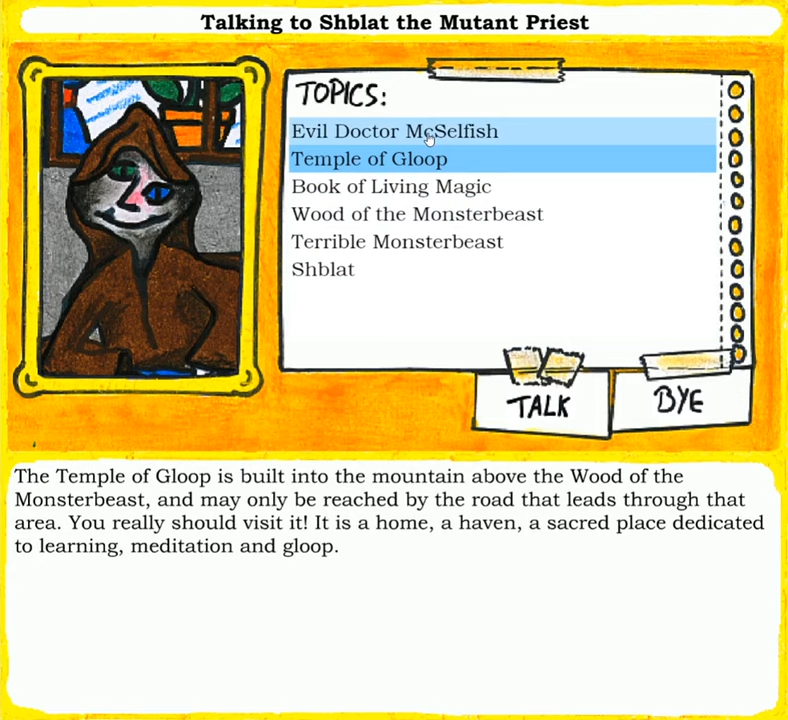 Talking to Shblat the Mutant Priest
TOPICS:
Evil Doctor McSelfish
Temple of Gloop
Book of Living Magic
Wood of the Monsterbeast
Terrible Monsterbeast
Shblat
TALK
BYE
The Temple of Gloop is built into the mountain above the Wood of the
Monsterbeast, and may only be reached by the road that leads through that
area. You really should visit it! It is a home, a haven, a sacred place dedicated
to learning, meditation and gloop.